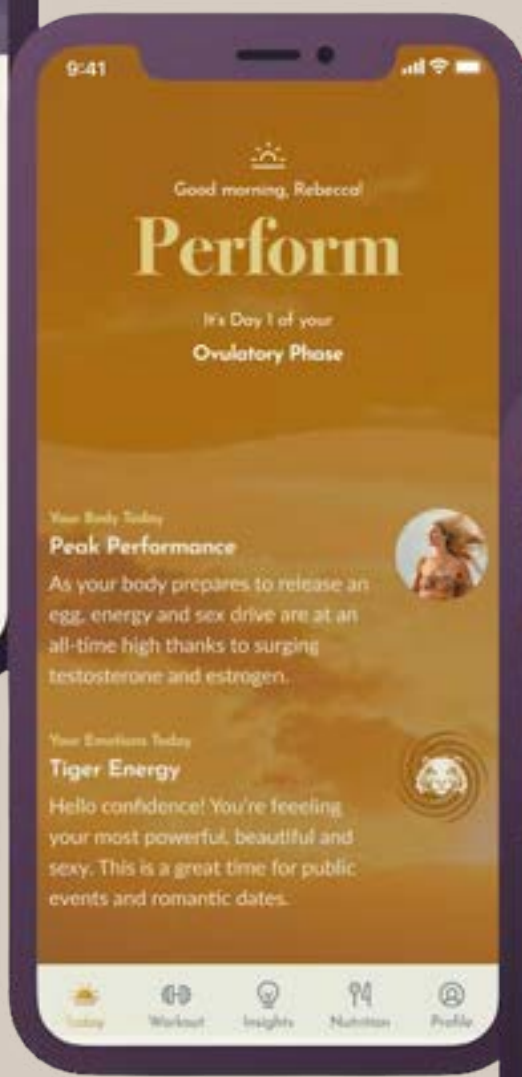 9:41
Good morning, Rebecca!
Perform
It's Day 1 of your
Ovulatory Phase
Your Body Today
Peak Performance
As your body prepares to release an
egg, energy and sex drive are at an
all-time high thanks to surging
testosterone and estrogen.
Your Emotions Today
Tiger Energy
Hello confidence! You're feeeling
your most powerful, beautiful and
sexy. This is a great time for public
events and romantic dates.
Today Workout Insights Nutrition Profile